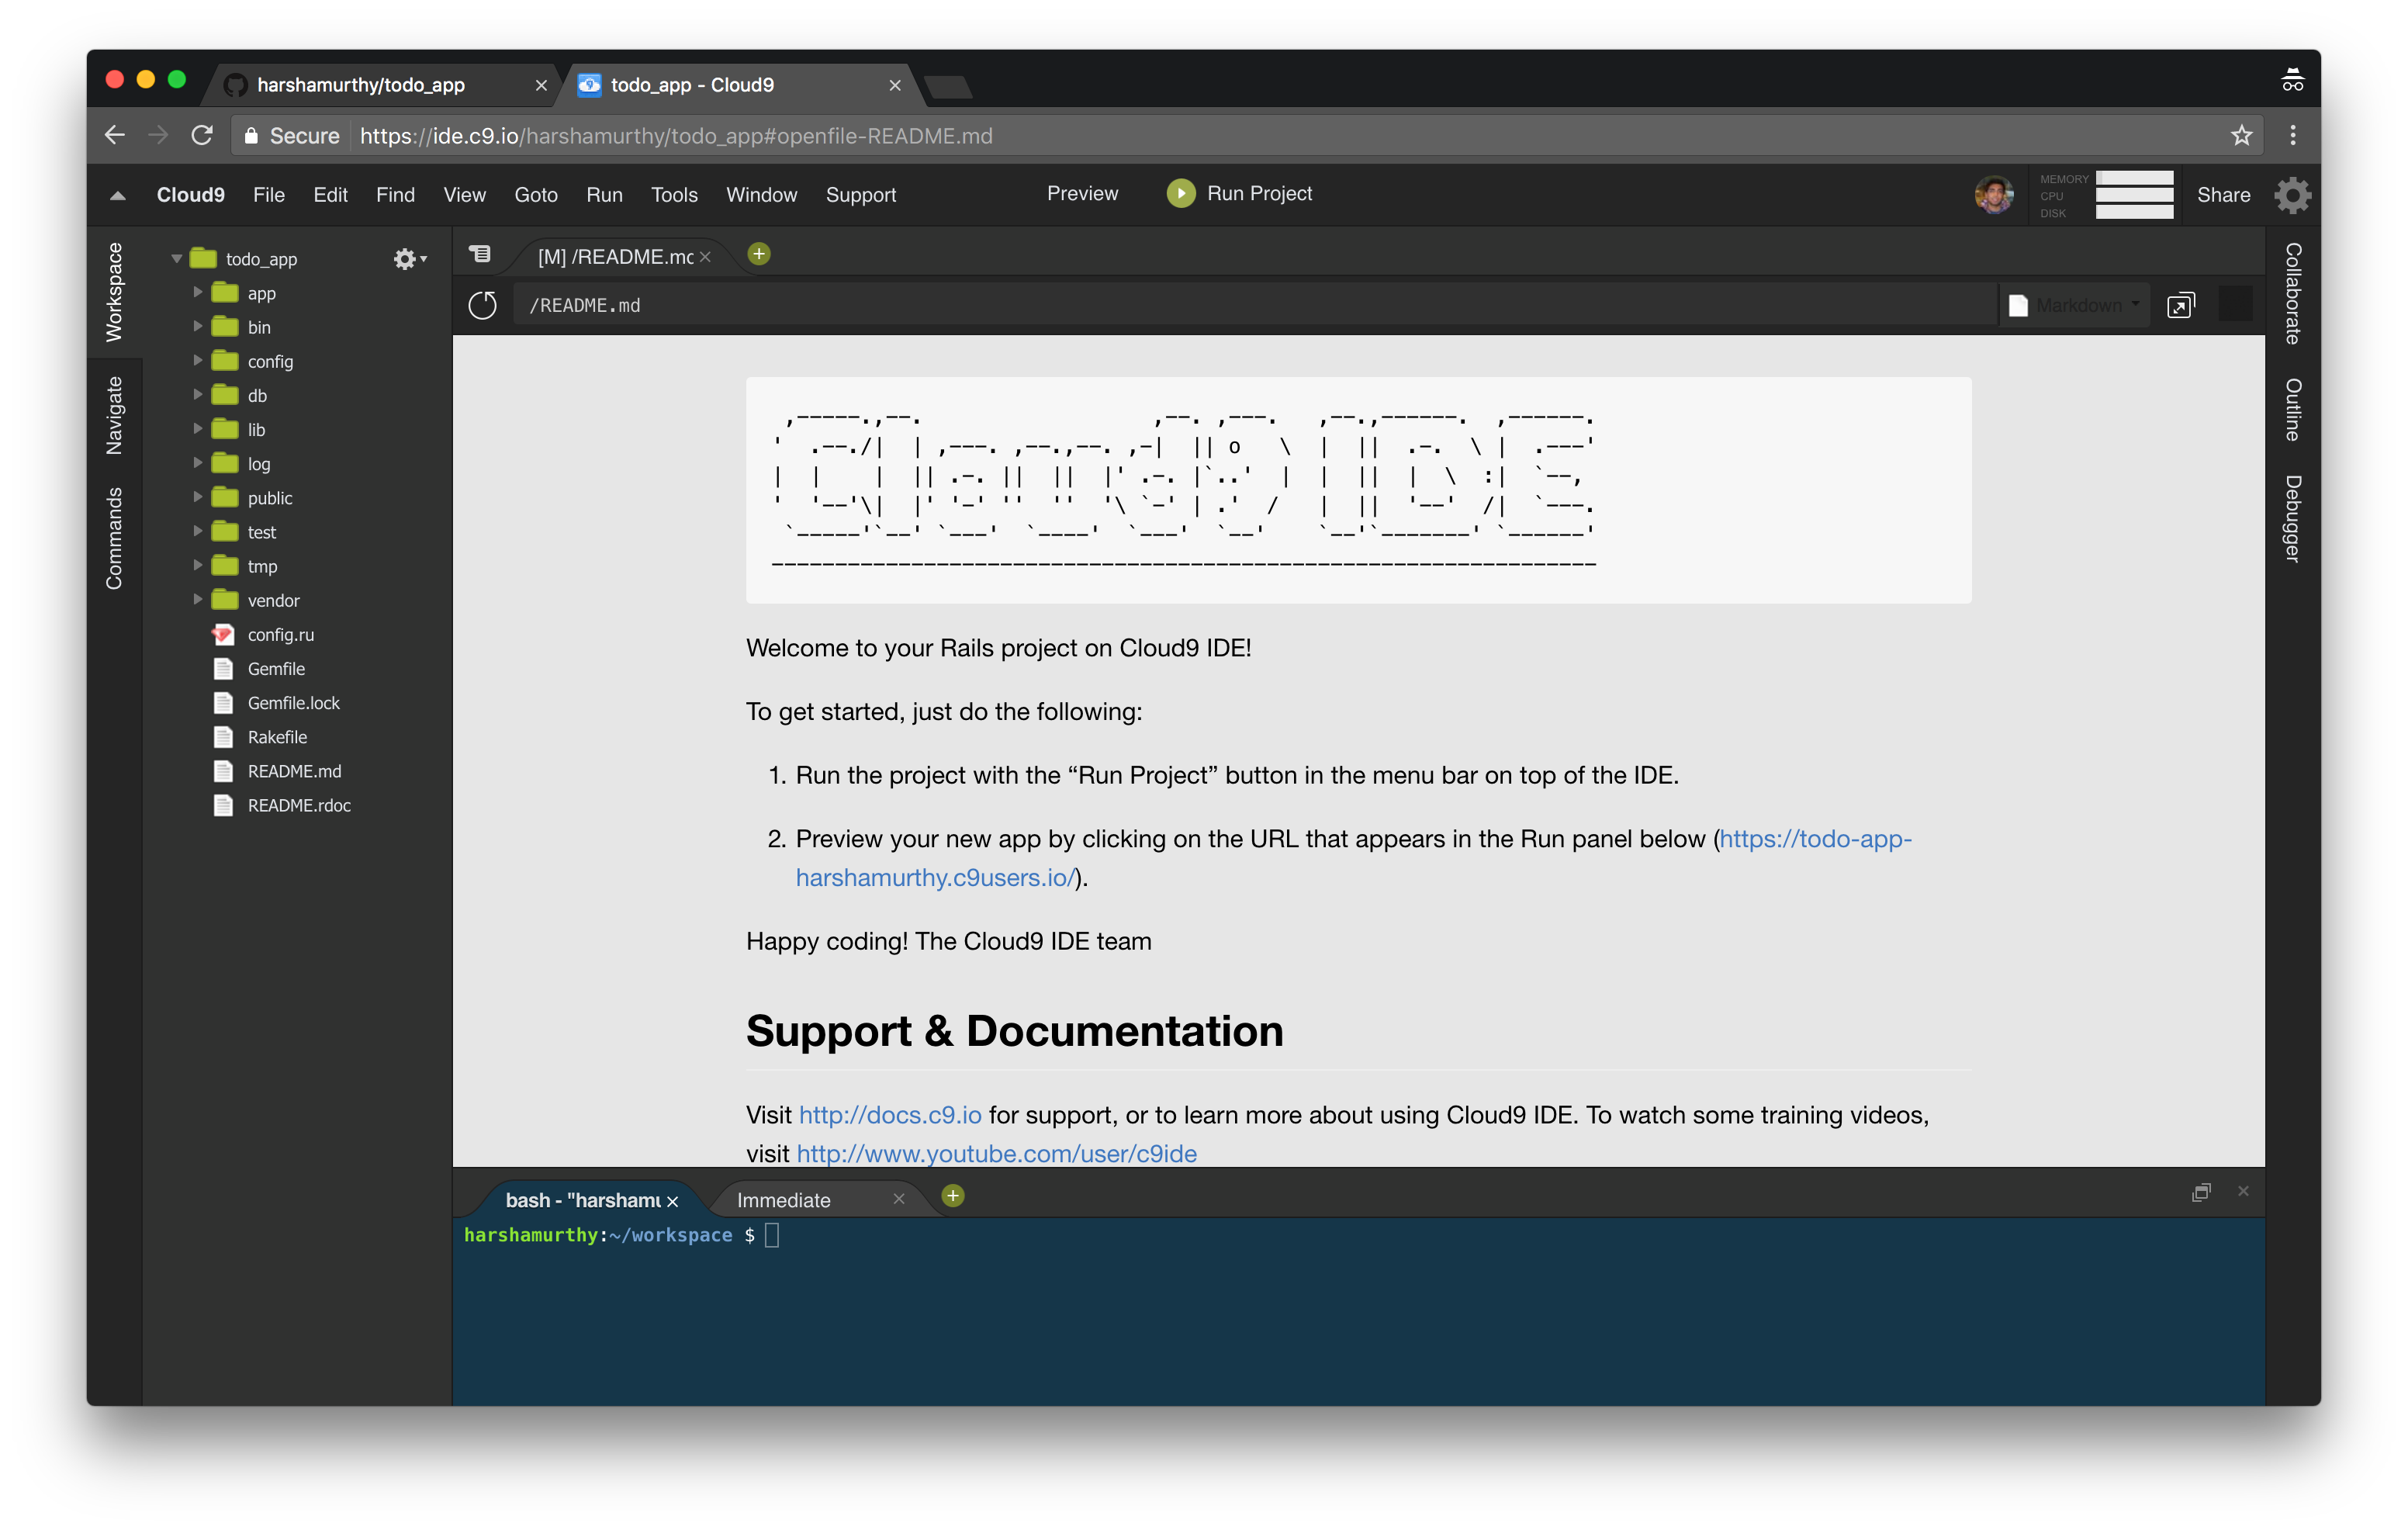 harshamurthy/todo_app
todo_app - Cloud9
Secure https://ide.c9.io/harshamurthy/todo_app#openfile-README.md
Cloud9 File Edit Find View Goto Run Tools Window Support Preview Run Project MEMORY CPU DISK Share
Workspace
Navigate
Commands
todo_app
app
bin
config
db
lib
log
public
test
tmp
vendor
config.ru
Gemfile
Gemfile.lock
Rakefile
README.md
README.rdoc
[M] /README.mc
/README.md Markdown
Cloud9 IDE
Welcome to your Rails project on Cloud9 IDE!
To get started, just do the following:
1. Run the project with the “Run Project” button in the menu bar on top of the IDE.
2. Preview your new app by clicking on the URL that appears in the Run panel below (https://todo-app-
harshamurthy.c9users.io/).
Happy coding! The Cloud9 IDE team
Support & Documentation
Visit http://docs.c9.io for support, or to learn more about using Cloud9 IDE. To watch some training videos,
visit http://www.youtube.com/user/c9ide
bash - "harshamu
Immediate
harshamurthy:~/workspace $
Collaborate
Outline
Debugger